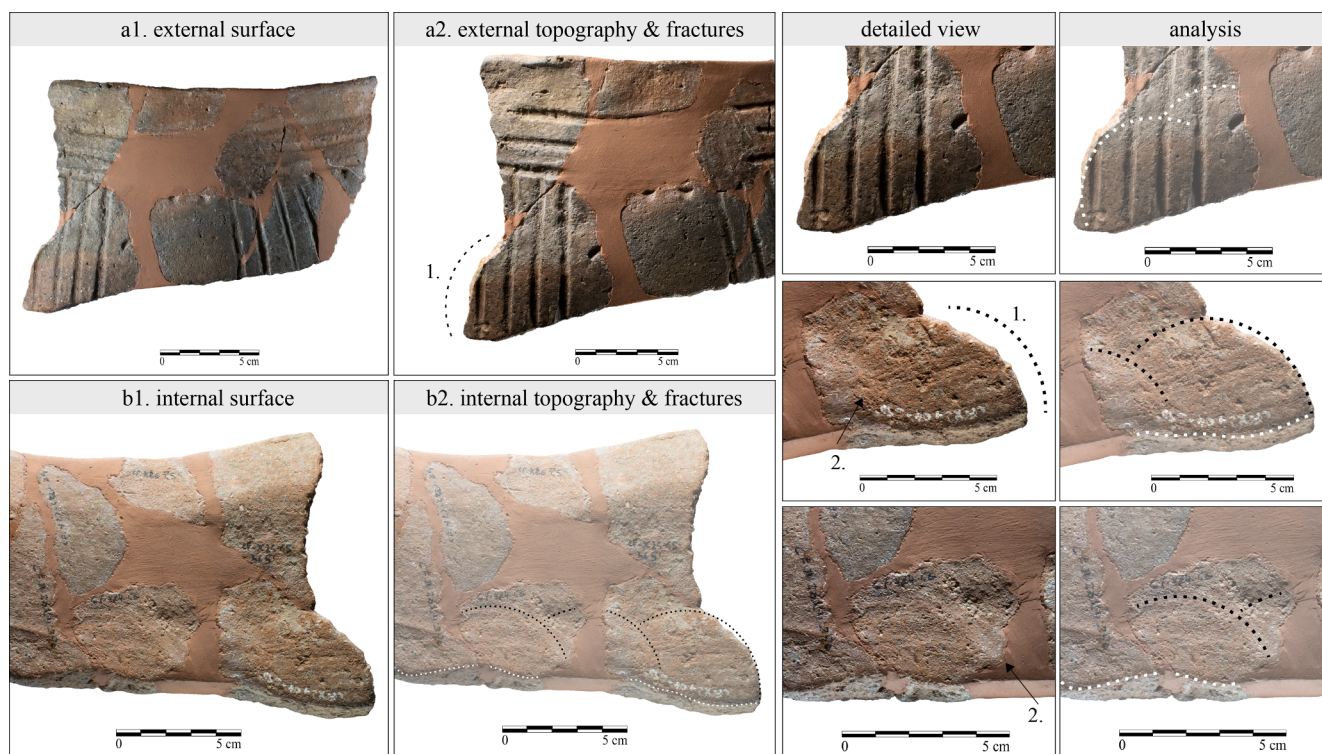 a1. external surface
0 5 cm
a2. external topography & fractures
1.
0 5 cm
detailed view
0 5 cm
analysis
0 5 cm
1.
2.
0 5 cm
0 5 cm
b1. internal surface
0 5 cm
b2. internal topography & fractures
0 5 cm
2.
0 5 cm
0 5 cm